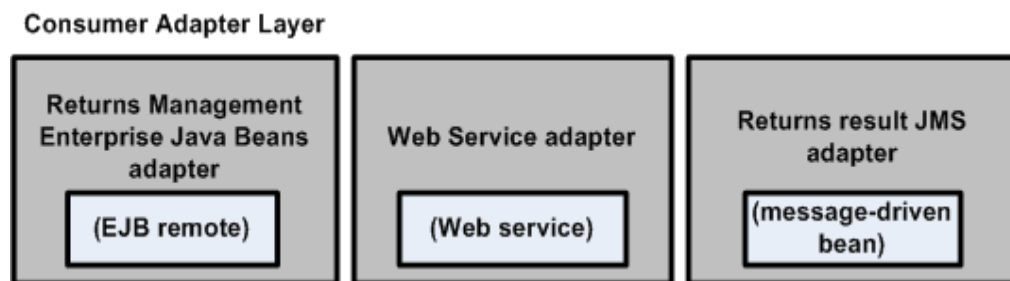 Consumer Adapter Layer
Returns Management
Enterprise Java Beans
adapter
(EJB remote)
Web Service adapter
(Web service)
Returns result JMS
adapter
(message-driven
bean)